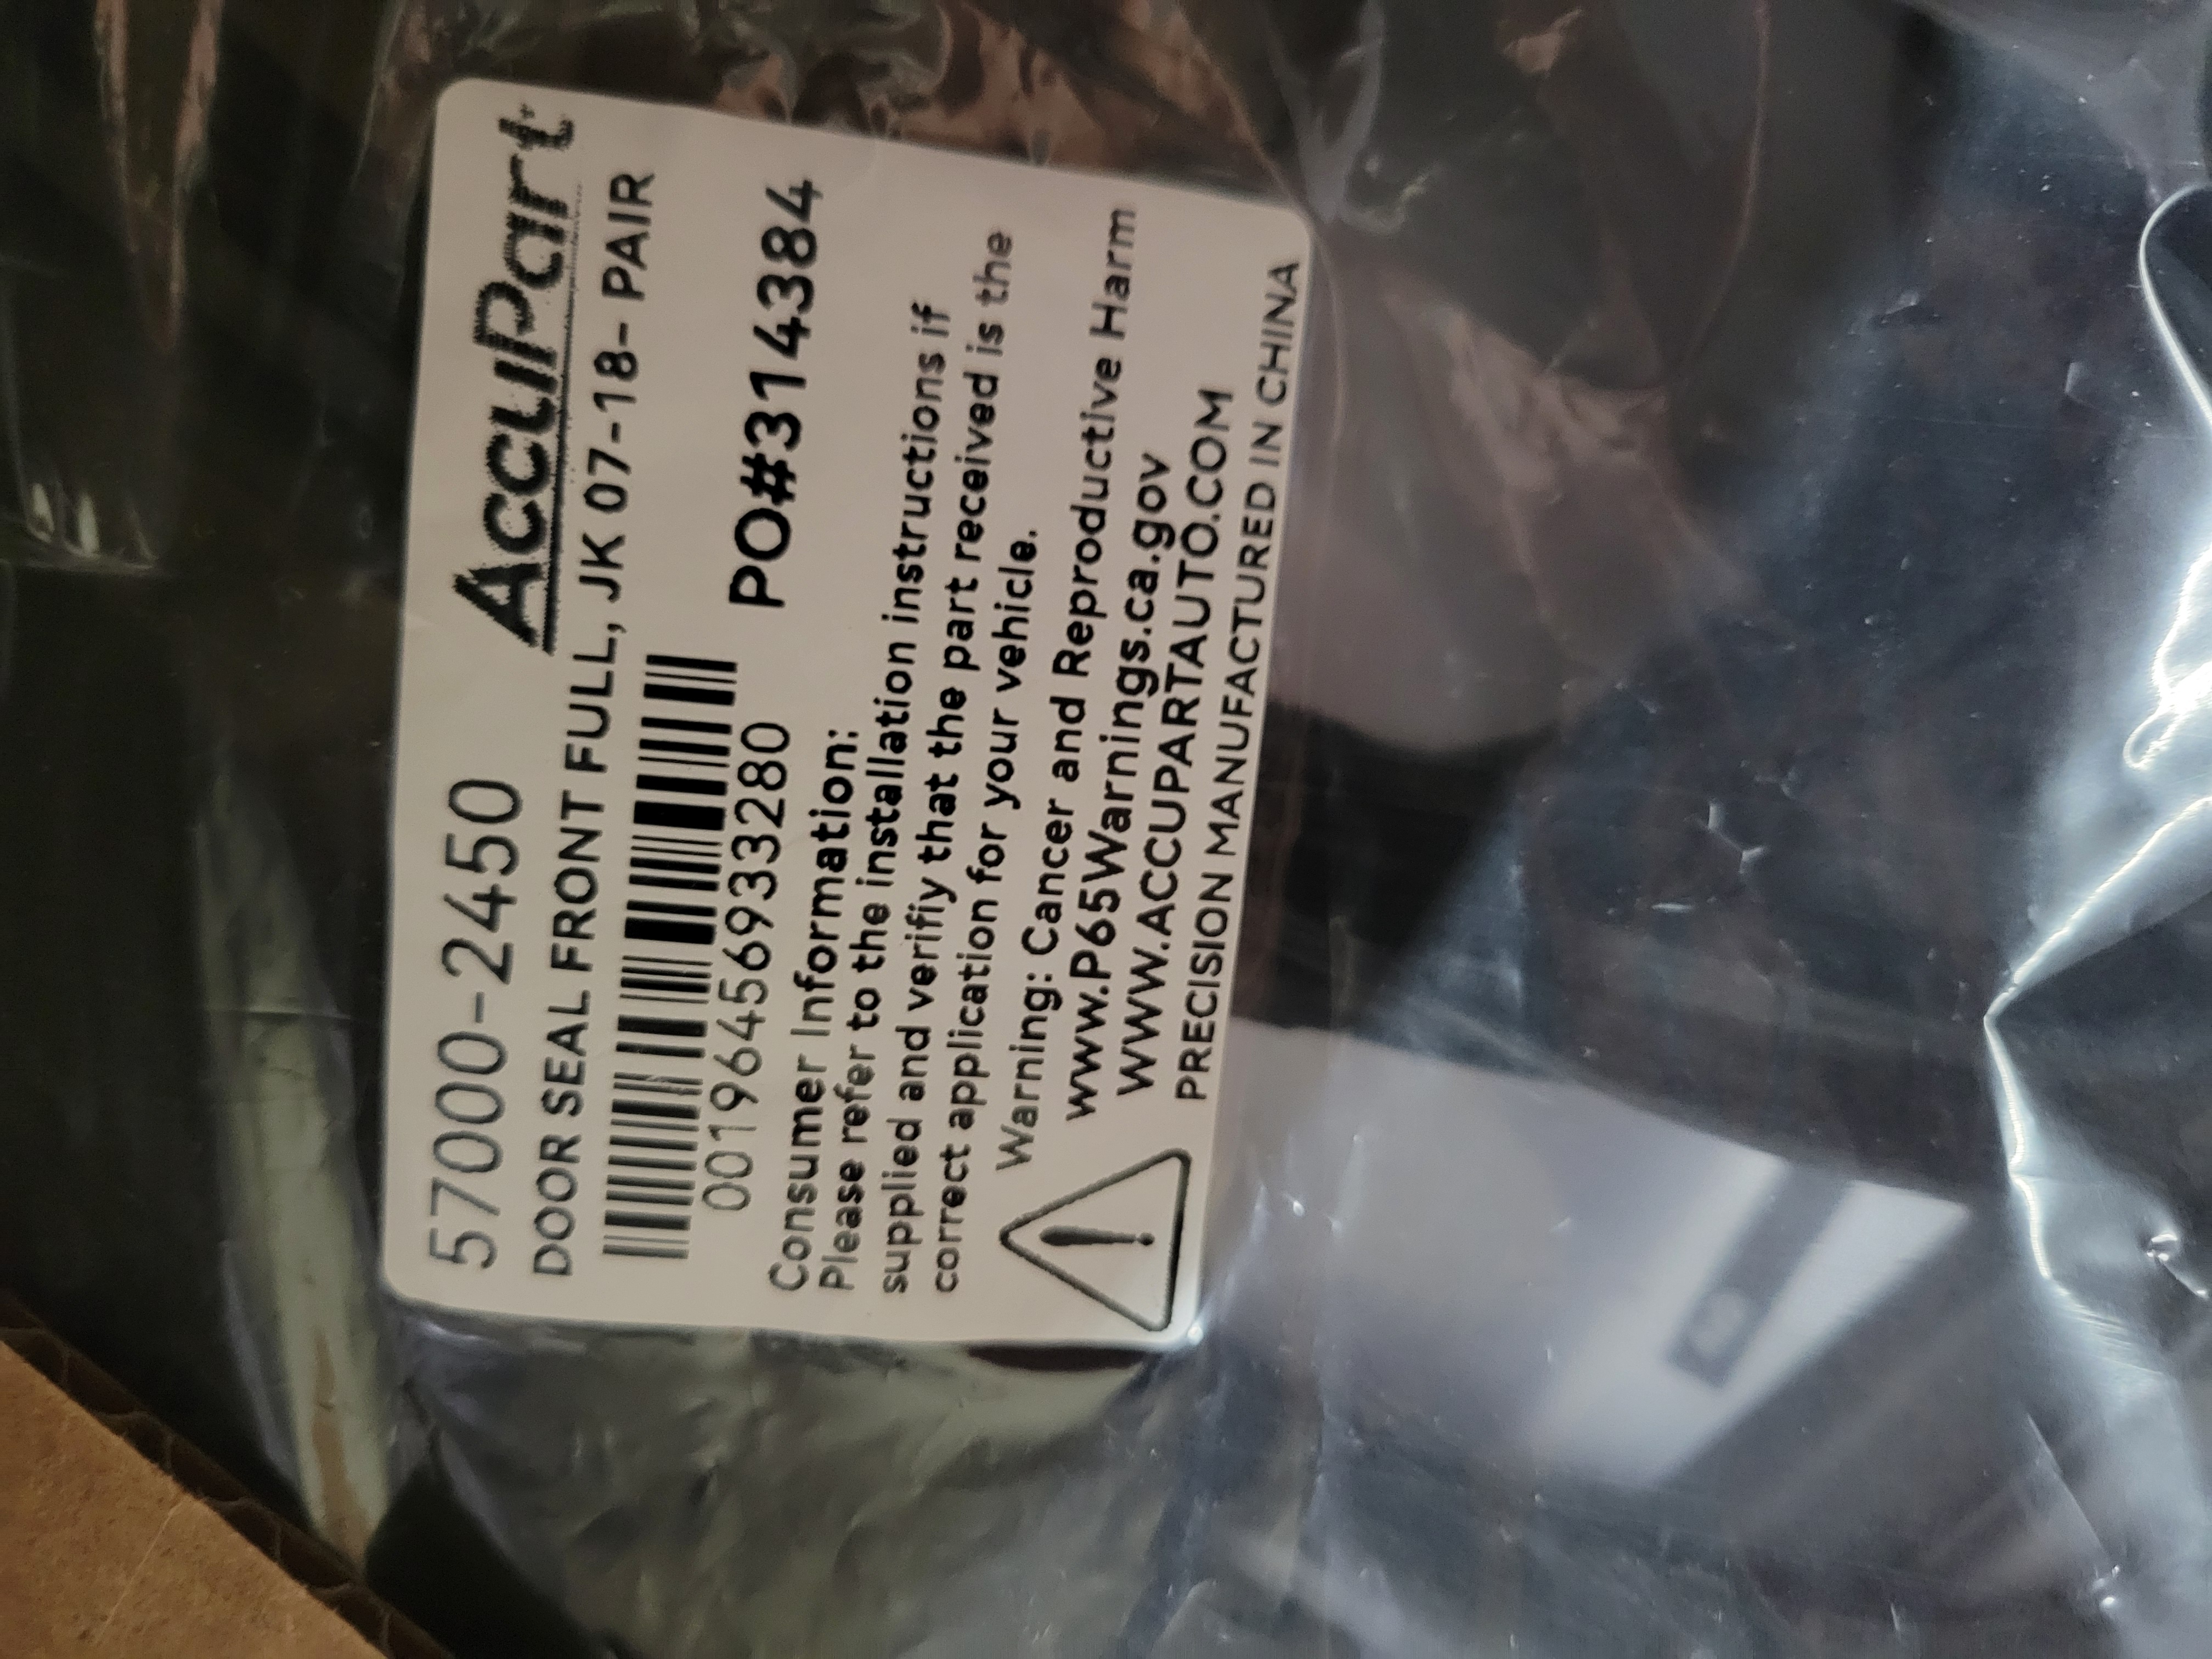 57000-2450
AccuPart
DOOR SEAL FRONT FULL, JK 07-18- PAIR
00196456933280
PO#314384
Consumer Information:
Please refer to the installation instructions if
supplied and verifiy that the part received is the
correct application for your vehicle.
Warning: Cancer and Reproductive Harm
www.P65Warnings.ca.gov
WWW.ACCUPARTAUTO.COM
PRECISION MANUFACTURED IN CHINA